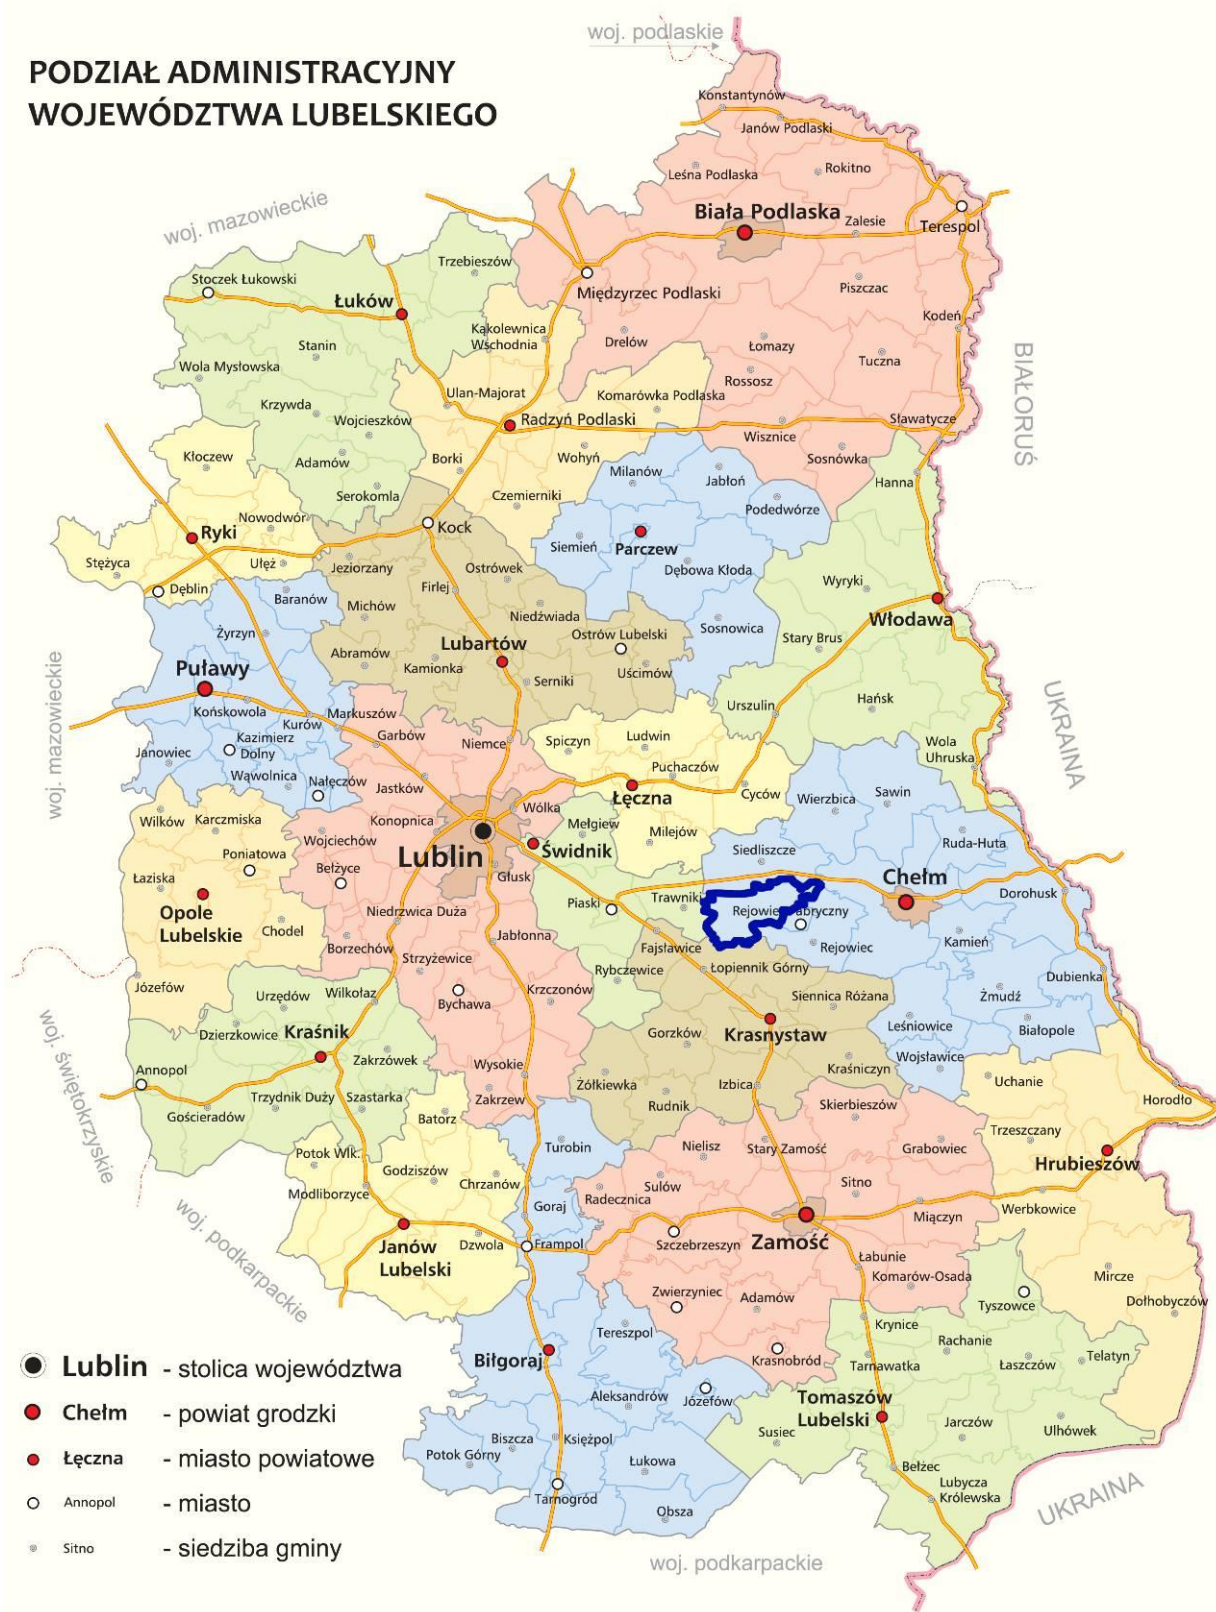 woj. podlaskie
PODZIAŁ ADMINISTRACYJNY
WOJEWÓDZTWA LUBELSKIEGO
Konstantynów
Janów Podlaski
Leśna Podlaska
Rokitno
woj. mazowieckie
Biała Podlaska
Zalesie
Terespol
Trzebieszów
Stoczek Łukowski
Międzyrzec Podlaski
Piszczac
Łuków
Kodeń
Kąkolewnica
Wschodnia
Drelów
Łomazy
Stanin
Tuczna
BIAŁORUŚ
Wola Mysłowska
Rossosz
Ulan-Majorat
Komarówka Podlaska
Krzywda
Wojcieszków
Radzyń Podlaski
Sławatycze
Wisznice
Kłoczew
Adamów
Borki
Wohyń
Sosnówka
Milanów
Jabłoń
Hanna
Serokomla
Czemierniki
Podedwórze
Nowodwór
Kock
Ryki
Siemień
Parczew
Stężyca
Ułęż
Jeziorzany
Ostrówek
Dębowa Kłoda
Dęblin
Baranów
Firlej
Wyryki
Michów
Niedźwiada
Włodawa
Żyrzyn
Ostrów Lubelski
Sosnowica
Stary Brus
Lubartów
Abramów
Kamionka
Uścimów
Puławy
Serniki
woj. mazowieckie
UKRAINA
Końskowola
Markuszów
Urszulin
Hańsk
Kurów
Kazimierz
Dolny
Garbów
Niemce
Spiczyn
Ludwin
Wola
Uhruska
Janowiec
Puchaczów
Wąwolnica
Nałęczów
Jastków
Łęczna
Cyców
Wierzbica
Sawin
Wilków
Karczmiska
Konopnica
Wólka
Mełgiew
Milejów
Wojciechów
Lublin
Świdnik
Siedliszcze
Ruda-Huta
Poniatowa
Bełżyce
Głusk
Chełm
Łaziska
Piaski
Trawniki
Dorohusk
Opole
Lubelskie
Niedrzwica Duża
Rejowiec Fabryczny
Chodel
Jabłonna
Borzechów
Fajsławice
Rejowiec
Kamień
Strzyżewice
Rybczewice
Łopiennik Górny
Dubienka
Józefów
Urzędów
Wilkołaz
Bychawa
Krzczonów
Siennica Różana
Żmudź
Dzierzkowice
Kraśnik
Gorzków
Krasnystaw
Leśniowice
Białopole
woj. świętokrzyskie
Zakrzówek
Wysokie
Wojsławice
Annopol
Kraśniczyn
Żółkiewka
Izbica
Uchanie
Gościeradów
Trzydnik Duży
Szastarka
Zakrzew
Rudnik
Skierbieszów
Horodło
Batorz
Turobin
Nielisz
Stary Zamość
Grabowiec
Trzeszczany
Potok Wlk.
Godziszów
Hrubieszów
Modliborzyce
Chrzanów
Radecznica
Sułów
Sitno
woj. podkarpackie
Goraj
Werbkowice
Miączyn
Janów
Lubelski
Dzwola
Frampol
Szczebrzeszyn
Zamość
Łabunie
Komarów-Osada
Mircze
Zwierzyniec
Adamów
Tyszowce
Dołhobyczów
Krynice
Tereszpol
Rachanie
Łaszczów
Telatyn
Biłgoraj
Krasnobród
Tarnawatka
Aleksandrów
Józefów
Tomaszów
Lubelski
Jarczów
Ulhówek
Biszcza
Księżpol
Susiec
Potok Górny
Łukowa
Bełżec
Lubycza
Królewska
Tarnogród
Obsza
UKRAINA
woj. podkarpackie
Lublin - stolica województwa
Chełm - powiat grodzki
Łęczna - miasto powiatowe
Annopol - miasto
Sitno - siedziba gminy